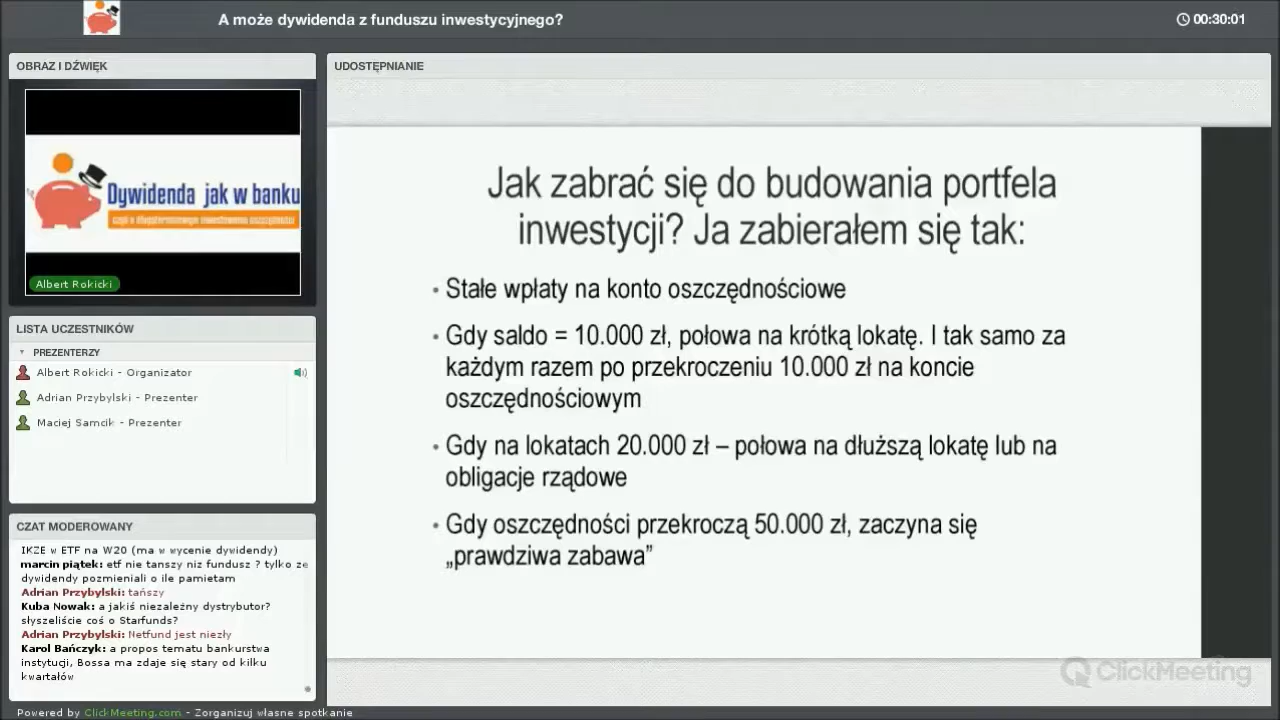 A może dywidenda z funduszu inwestycyjnego?
00:30:01
OBRAZ I DŹWIĘK
Dywidenda jak w banku
czyli o długoterminowym inwestowaniu oszczędności
Albert Rokicki
LISTA UCZESTNIKÓW
PREZENTERZY
Albert Rokicki - Organizator
Adrian Przybylski - Prezenter
Maciej Samcik - Prezenter
CZAT MODEROWANY
IKZE w ETF na W20 (ma w wycenie dywidendy)
marcin piątek: etf nie tanszy niz fundusz ? tylko ze
dywidendy pozmieniali o ile pamietam
Adrian Przybylski: tańszy
Kuba Nowak: a jakiś niezależny dystrybutor?
słyszeliście coś o Starfunds?
Adrian Przybylski: Netfund jest niezły
Karol Bańczyk: a propos tematu bankurstwa
instytucji, Bossa ma zdaje się stary od kilku
kwartałów
UDOSTĘPNIANIE
Jak zabrać się do budowania portfela
inwestycji? Ja zabierałem się tak:
• Stałe wpłaty na konto oszczędnościowe
• Gdy saldo = 10.000 zł, połowa na krótką lokatę. I tak samo za
każdym razem po przekroczeniu 10.000 zł na koncie
oszczędnościowym
• Gdy na lokatach 20.000 zł – połowa na dłuższą lokatę lub na
obligacje rządowe
• Gdy oszczędności przekroczą 50.000 zł, zaczyna się
„prawdziwa zabawa”
ClickMeeting
Powered by ClickMeeting.com - Zorganizuj własne spotkanie